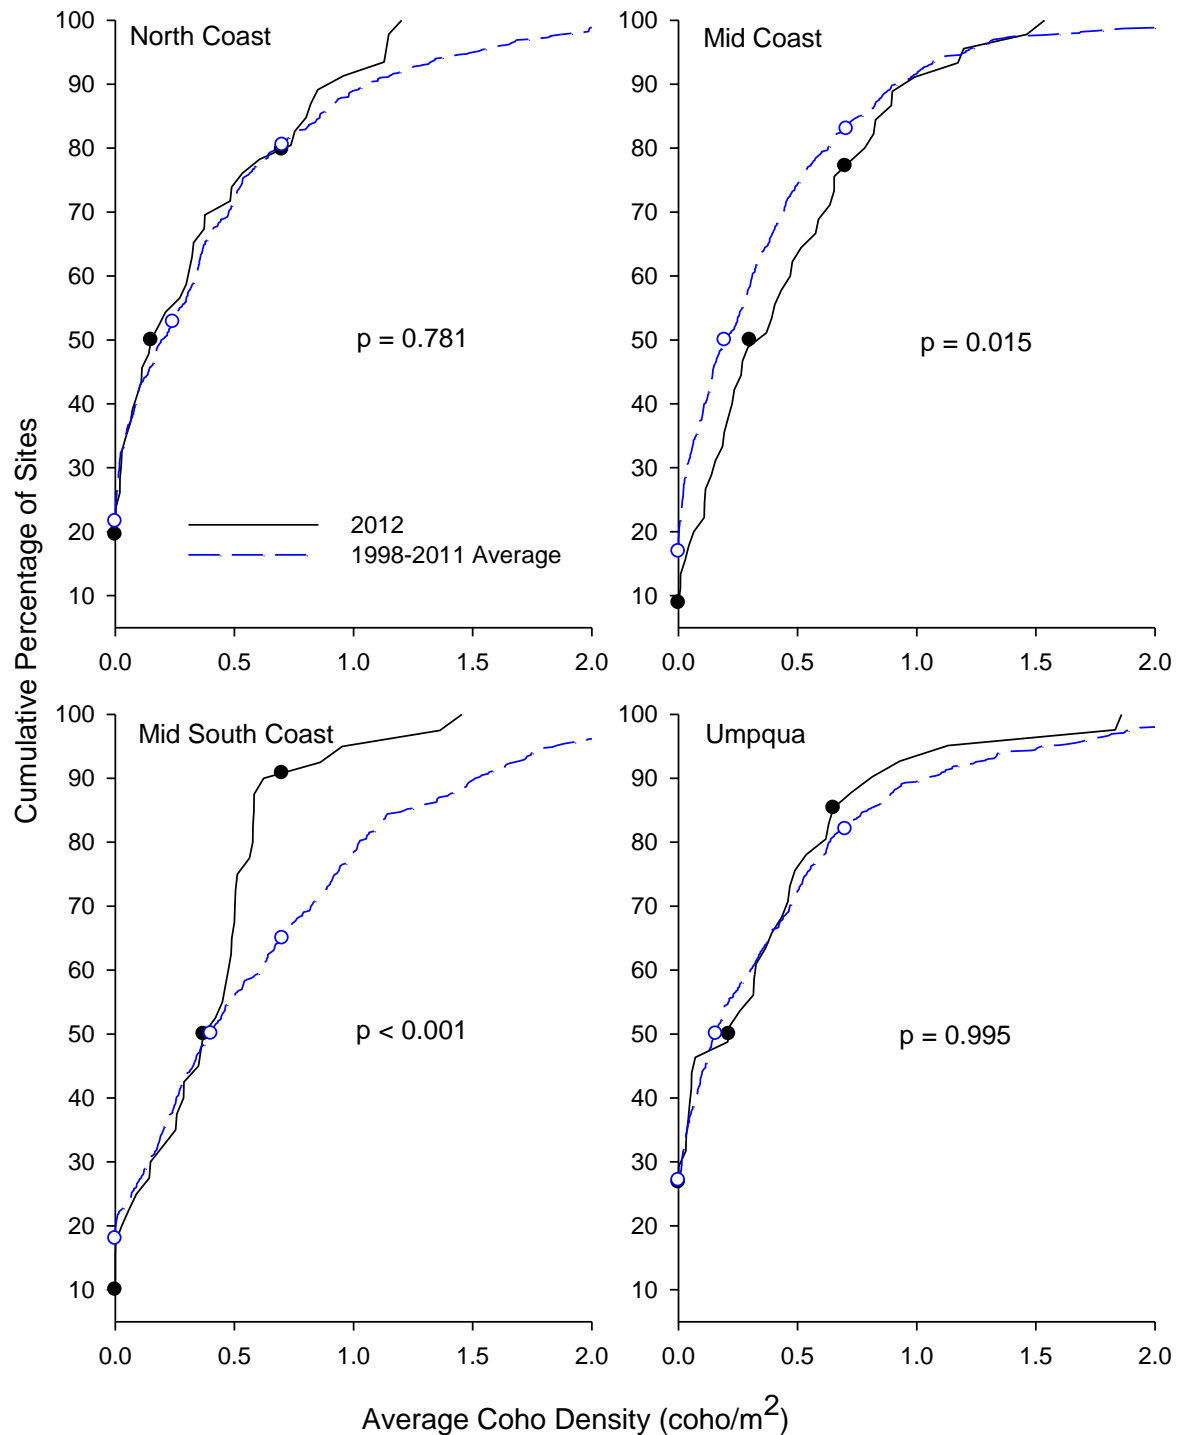 Cumulative Percentage of Sites
North Coast
100
90
80
70
60
50
40
30
20
10
p = 0.781
2012
1998-2011 Average
0.0 0.5 1.0 1.5 2.0
Mid Coast
100
90
80
70
60
50
40
30
20
10
p = 0.015
0.0 0.5 1.0 1.5 2.0
Mid South Coast
100
90
80
70
60
50
40
30
20
10
p < 0.001
0.0 0.5 1.0 1.5 2.0
Umpqua
100
90
80
70
60
50
40
30
20
10
p = 0.995
0.0 0.5 1.0 1.5 2.0
Average Coho Density (coho/m²)